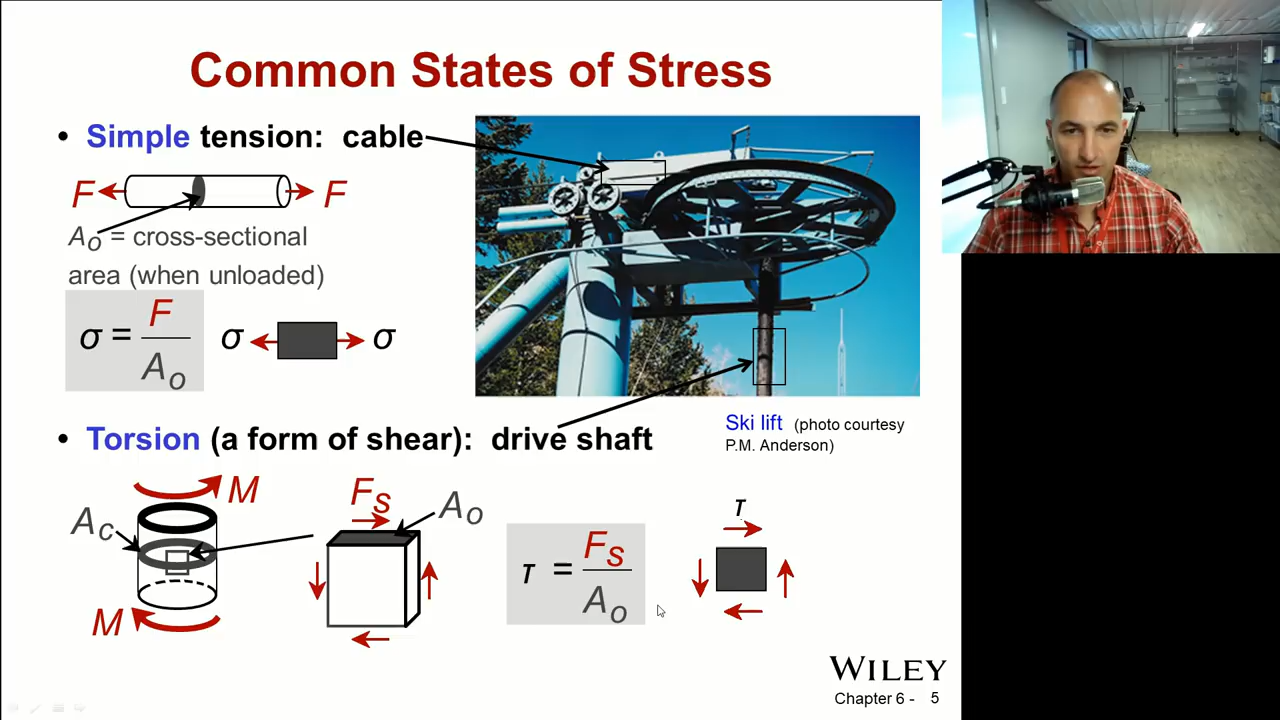 Common States of Stress
• Simple tension: cable
F F
Ao = cross-sectional
area (when unloaded)
σ = F / Ao
σ σ
Ski lift (photo courtesy
P.M. Anderson)
• Torsion (a form of shear): drive shaft
M
Ac
M
Fs
Ao
τ = Fs / Ao
τ
WILEY
Chapter 6 - 5